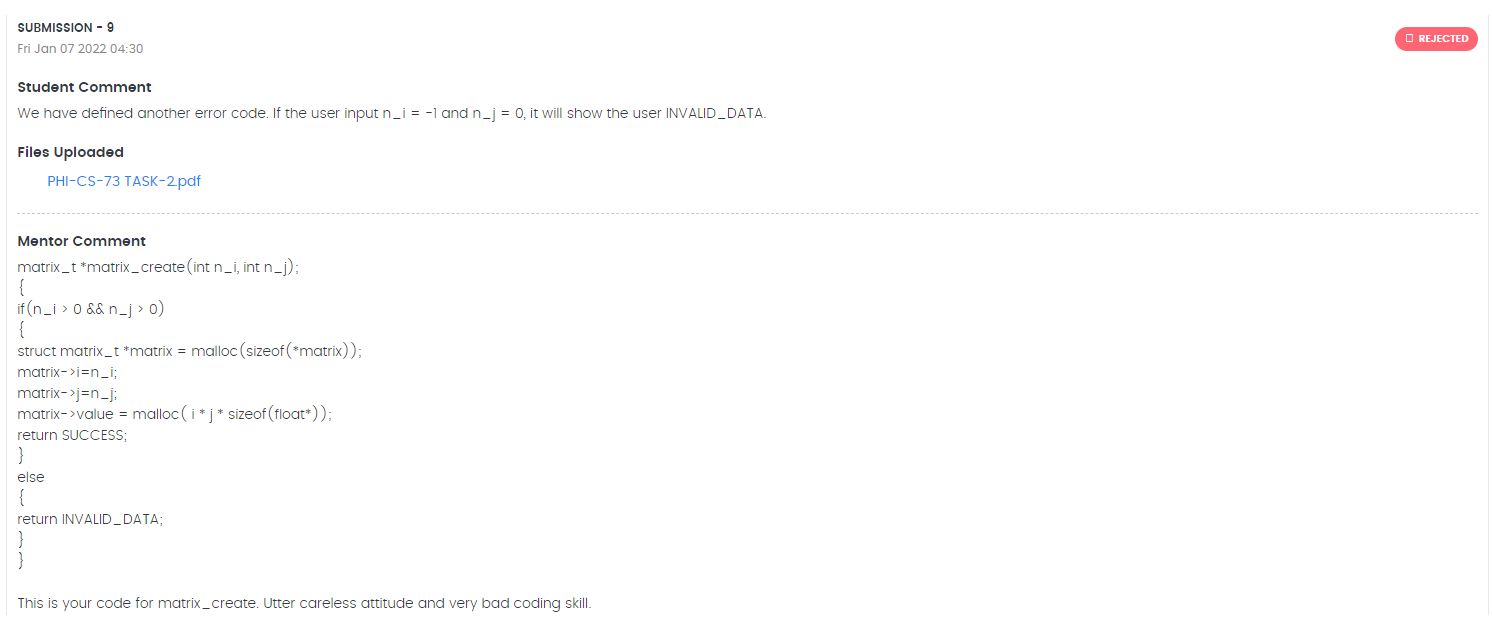 SUBMISSION - 9
Fri Jan 07 2022 04:30
REJECTED
Student Comment
We have defined another error code. If the user input n_i = -1 and n_j = 0, it will show the user INVALID_DATA.
Files Uploaded
PHI-CS-73 TASK-2.pdf
Mentor Comment
matrix_t *matrix_create(int n_i, int n_j);
{
if(n_i > 0 && n_j > 0)
{
struct matrix_t *matrix = malloc(sizeof(*matrix));
matrix->i=n_i;
matrix->j=n_j;
matrix->value = malloc( i * j * sizeof(float*));
return SUCCESS;
}
else
{
return INVALID_DATA;
}
}
This is your code for matrix_create. Utter careless attitude and very bad coding skill.